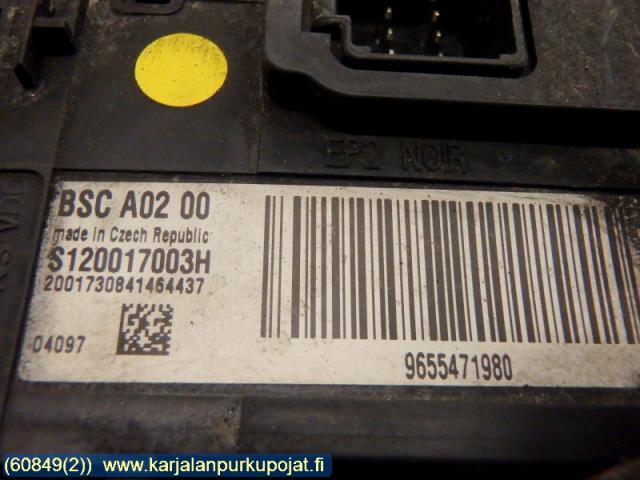 EP2 NOIR
BSC A02 00
made in Czech Republic
S120017003H
2001730841464437
04097
9655471980
(60849(2)) www.karjalanpurkupojat.fi